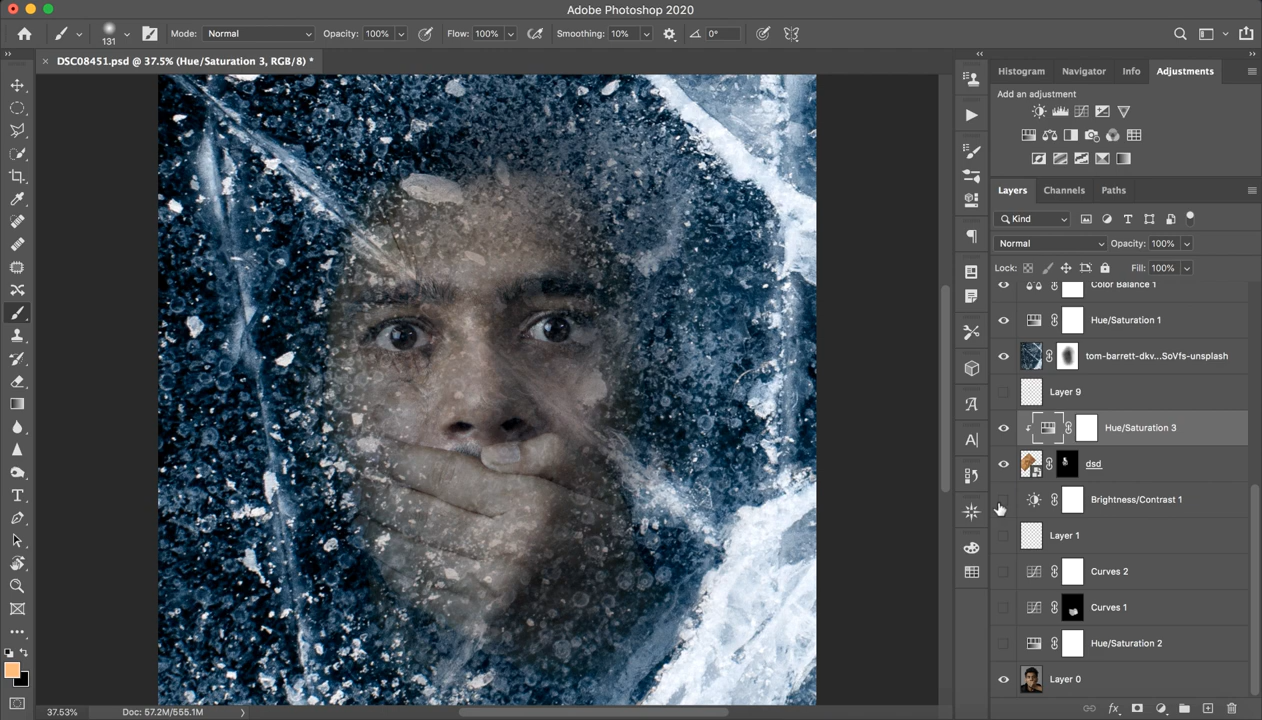 Adobe Photoshop 2020
131
Mode: Normal
Opacity: 100%
Flow: 100%
Smoothing: 10%
0°
DSC08451.psd @ 37.5% (Hue/Saturation 3, RGB/8) *
Histogram
Navigator
Info
Adjustments
Add an adjustment
Layers
Channels
Paths
Kind
Normal
Opacity: 100%
Lock:
Fill: 100%
Color Balance 1
Hue/Saturation 1
tom-barrett-dkv...SoVfs-unsplash
Layer 9
Hue/Saturation 3
dsd
Brightness/Contrast 1
Layer 1
Curves 2
Curves 1
Hue/Saturation 2
Layer 0
fx
37.53%
Doc: 57.2M/555.1M